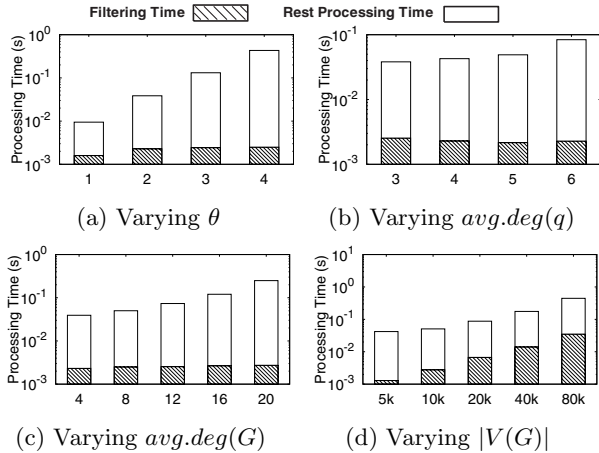 Filtering Time Rest Processing Time
Processing Time (s)
10^0
10^-1
10^-2
10^-3
1 2 3 4
(a) Varying θ
Processing Time (s)
10^-1
10^-2
10^-3
3 4 5 6
(b) Varying avg.deg(q)
Processing Time (s)
10^0
10^-1
10^-2
10^-3
4 8 12 16 20
(c) Varying avg.deg(G)
Processing Time (s)
10^1
10^0
10^-1
10^-2
10^-3
5k 10k 20k 40k 80k
(d) Varying |V(G)|